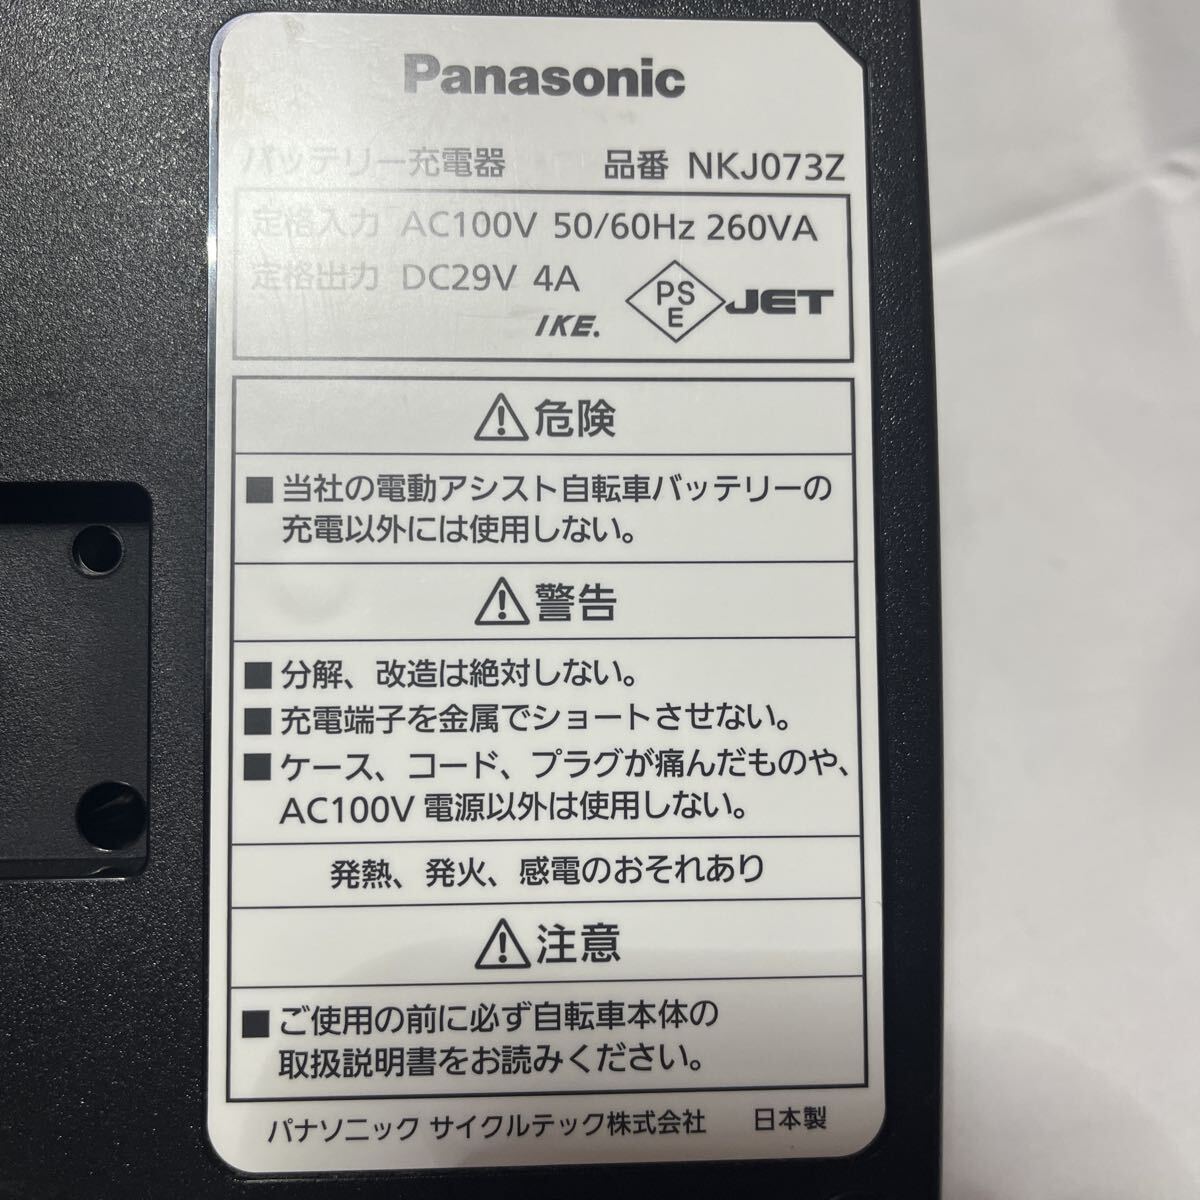 Panasonic
バッテリー充電器 品番 NKJ073Z
定格入力 AC100V 50/60Hz 260VA
定格出力 DC29V 4A
IKE.
PS
E
JET
危険
■当社の電動アシスト自転車バッテリーの
充電以外には使用しない。
警告
■分解、改造は絶対しない。
■充電端子を金属でショートさせない。
■ケース、コード、プラグが痛んだものや、
AC100V 電源以外は使用しない。
発熱、発火、感電のおそれあり
注意
■ご使用の前に必ず自転車本体の
取扱説明書をお読みください。
パナソニック サイクルテック株式会社 日本製